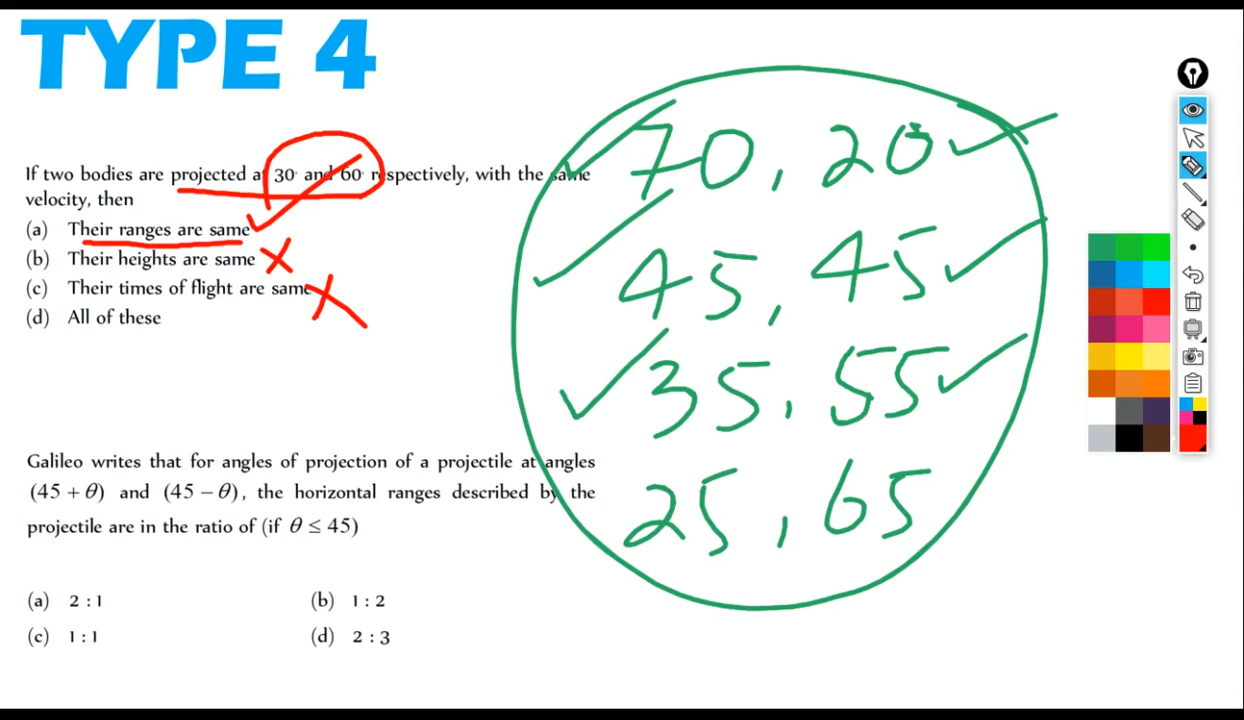 TYPE 4
If two bodies are projected at 30° and 60° respectively, with the same
velocity, then
(a) Their ranges are same
(b) Their heights are same
(c) Their times of flight are same
(d) All of these
70, 20
45, 45
35, 55
25, 65
Galileo writes that for angles of projection of a projectile at angles
(45 + θ) and (45 − θ), the horizontal ranges described by the
projectile are in the ratio of (if θ ≤ 45)
(a) 2 : 1 (b) 1 : 2
(c) 1 : 1 (d) 2 : 3